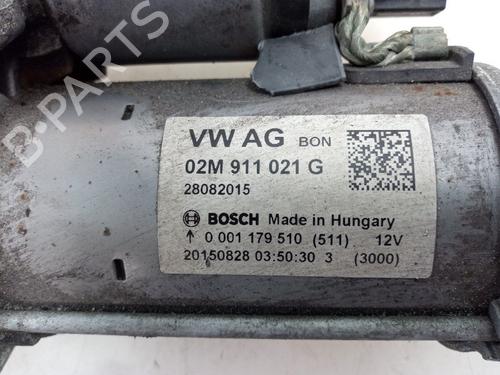 VW AG BON
02M 911 021 G
28082015
BOSCH Made in Hungary
↑ 0 001 179 510 (511) 12V
20150828 03:50:30 3 (3000)